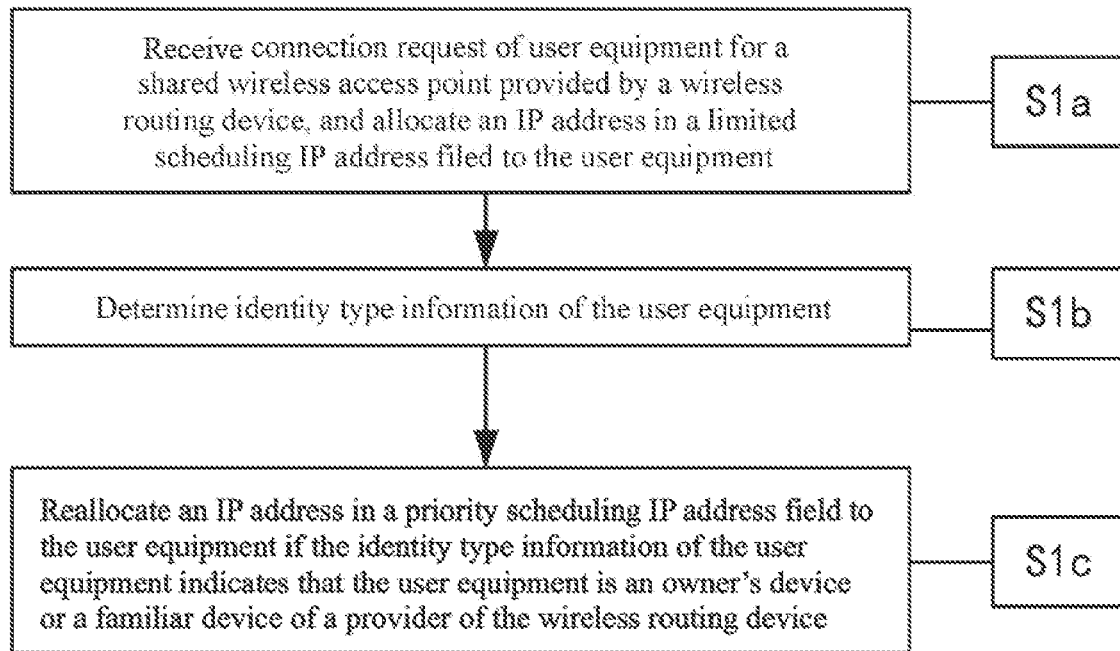 Receive connection request of user equipment for a
shared wireless access point provided by a wireless
routing device, and allocate an IP address in a limited
scheduling IP address filed to the user equipment
S1a
Determine identity type information of the user equipment
S1b
Reallocate an IP address in a priority scheduling IP address field to
the user equipment if the identity type information of the user
equipment indicates that the user equipment is an owner's device
or a familiar device of a provider of the wireless routing device
S1c